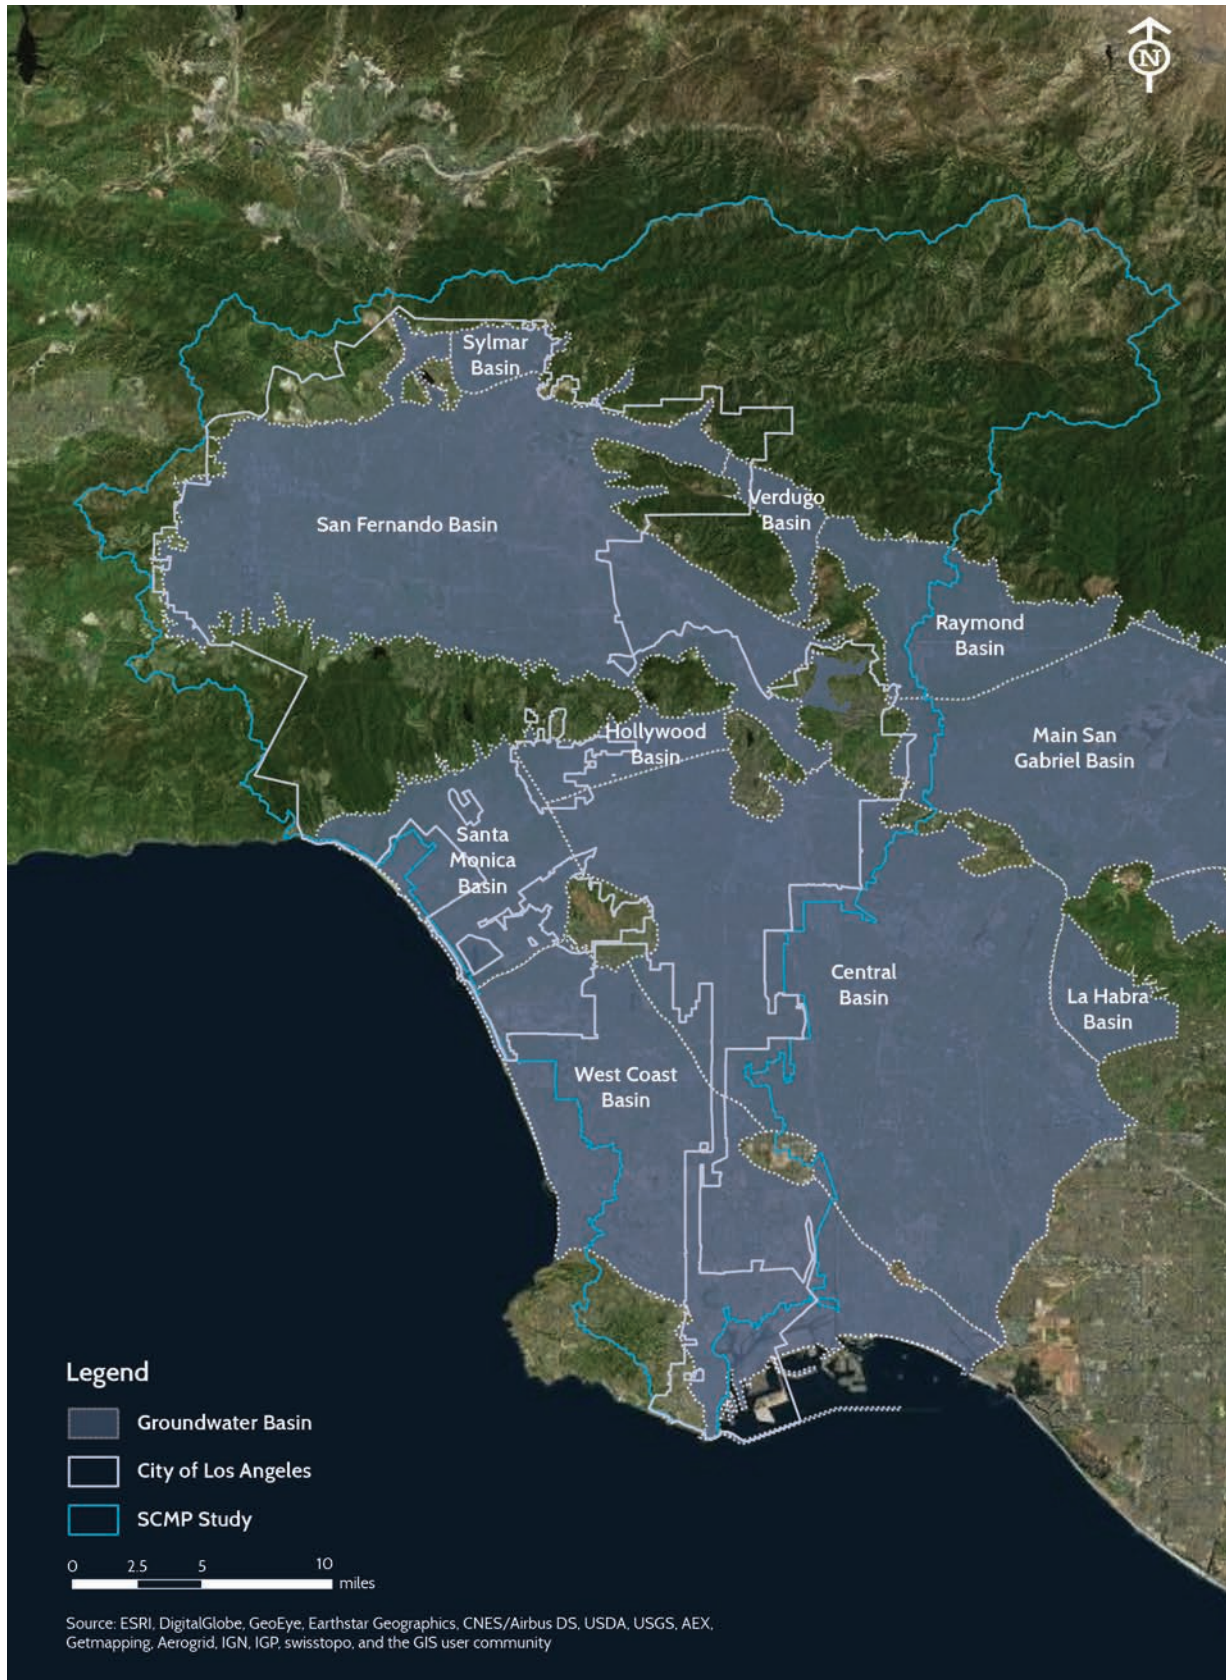 N
Sylmar
Basin
San Fernando Basin
Verdugo
Basin
Raymond
Basin
Hollywood
Basin
Main San
Gabriel Basin
Santa
Monica
Basin
Central
Basin
La Habra
Basin
West Coast
Basin
Legend
Groundwater Basin
City of Los Angeles
SCMP Study
0 2.5 5 10
miles
Source: ESRI, DigitalGlobe, GeoEye, Earthstar Geographics, CNES/Airbus DS, USDA, USGS, AEX,
Getmapping, Aerogrid, IGN, IGP, swisstopo, and the GIS user community